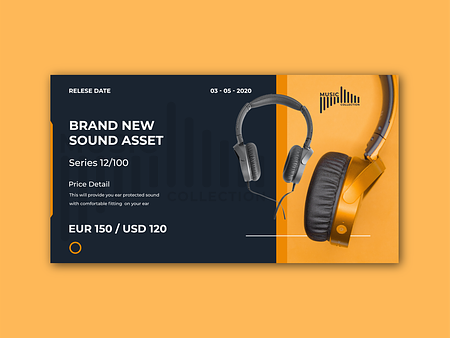 RELESE DATE
03 - 05 - 2020
MUSIC
COLLECTION
BRAND NEW
SOUND ASSET
Series 12/100
Price Detail
This will provide you ear protected sound
with comfortable fitting on your ear
COLLECTION
EUR 150 / USD 120